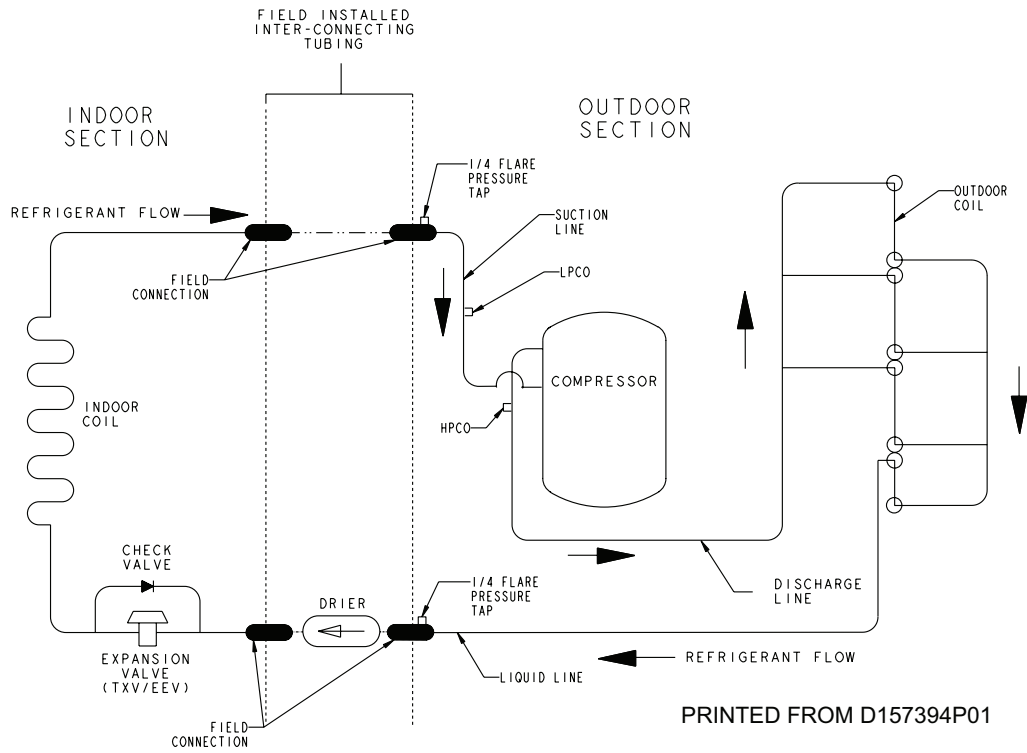 FIELD INSTALLED
INTER-CONNECTING
TUBING
INDOOR
SECTION
OUTDOOR
SECTION
1/4 FLARE
PRESSURE
TAP
OUTDOOR
COIL
REFRIGERANT FLOW
SUCTION
LINE
FIELD
CONNECTION
LPCO
COMPRESSOR
INDOOR
COIL
HPCO
CHECK
VALVE
DRIER
1/4 FLARE
PRESSURE
TAP
DISCHARGE
LINE
EXPANSION
VALVE
(TXV/EEV)
LIQUID LINE
REFRIGERANT FLOW
FIELD
CONNECTION
PRINTED FROM D157394P01